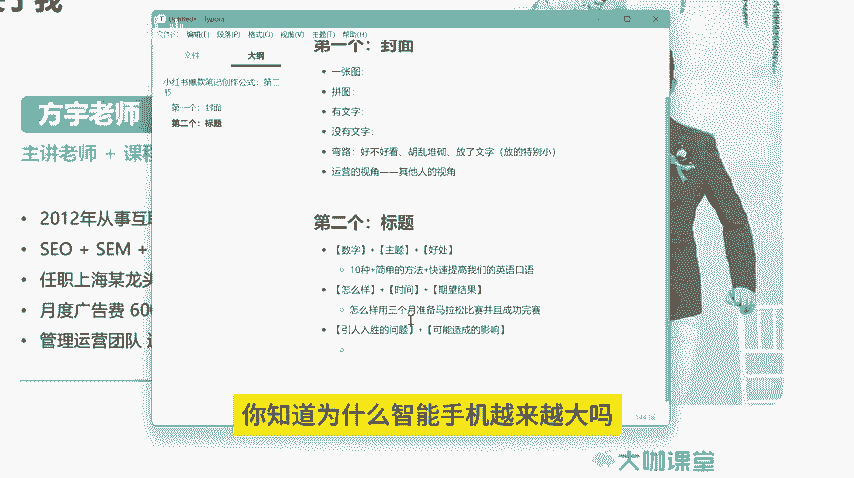 于我
Untitled• - Typora
编辑(E) 段落(P) 格式(O) 视图(V) 主题(T) 帮助(H)
文件 大纲
小红书爆款笔记创作公式：第二
节
第一个：封面
第二个：标题
第一个：封面
一张图：
拼图：
有文字：
没有文字：
弯路：好不好看、胡乱堆砌、放了文字（放的特别小）
运营的视角——其他人的视角
第二个：标题
【数字】+【主题】+【好处】
10种+简单的方法+快速提高我们的英语口语
【怎么样】+【时间】+【期望结果】
怎么样用三个月准备马拉松比赛并且成功完赛
【引人入胜的问题】+【可能造成的影响】
方宇老师
主讲老师 + 课程
2012年从事互联
SEO + SEM +
任职上海某龙头
月度广告费 600
管理运营团队
你知道为什么智能手机越来越大吗
大咖课堂